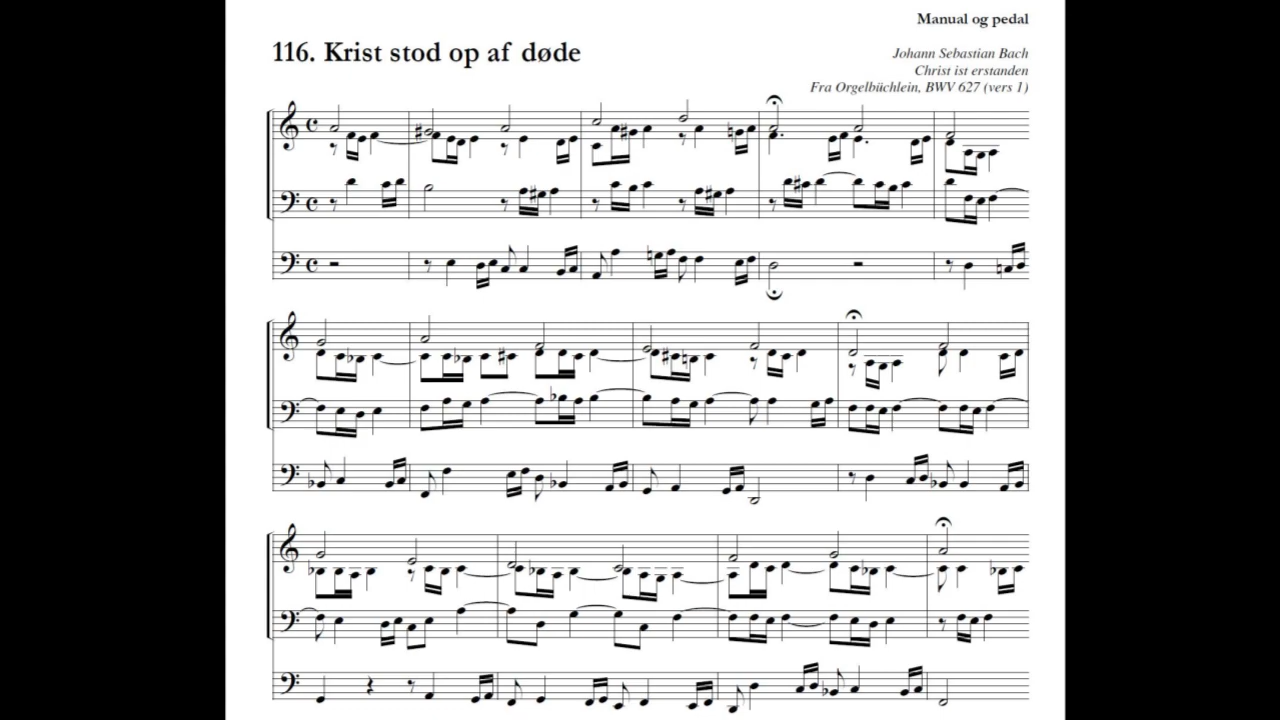 Manual og pedal
116. Krist stod op af døde
Johann Sebastian Bach
Christ ist erstanden
Fra Orgelbüchlein, BWV 627 (vers 1)